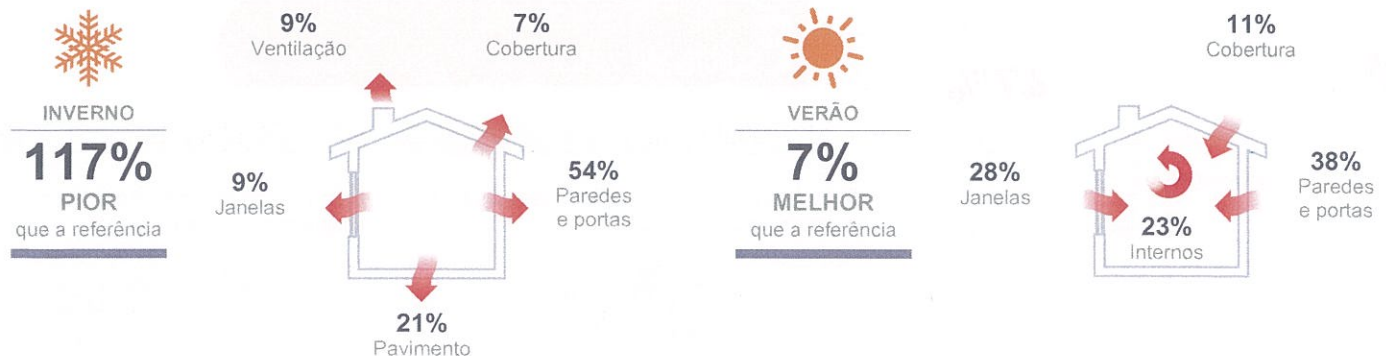 INVERNO
117%
PIOR
que a referência
9%
Ventilação
7%
Cobertura
9%
Janelas
54%
Paredes
e portas
21%
Pavimento
VERÃO
7%
MELHOR
que a referência
11%
Cobertura
28%
Janelas
38%
Paredes
e portas
23%
Internos